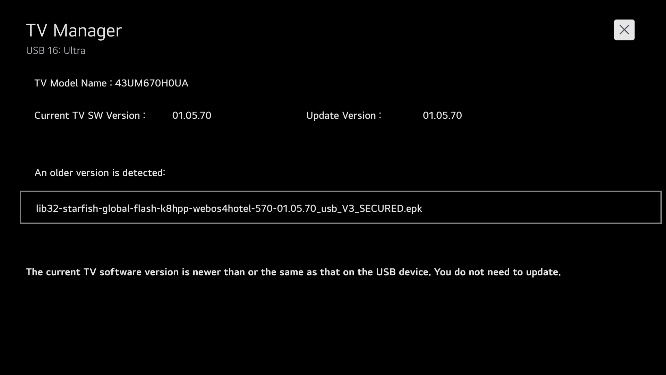 TV Manager
USB 16: Ultra
TV Model Name : 43UM670H0UA
Current TV SW Version : 01.05.70 Update Version : 01.05.70
An older version is detected:
lib32-starfish-global-flash-k8hpp-webos4hotel-570-01.05.70_usb_V3_SECURED.epk
The current TV software version is newer than or the same as that on the USB device. You do not need to update.